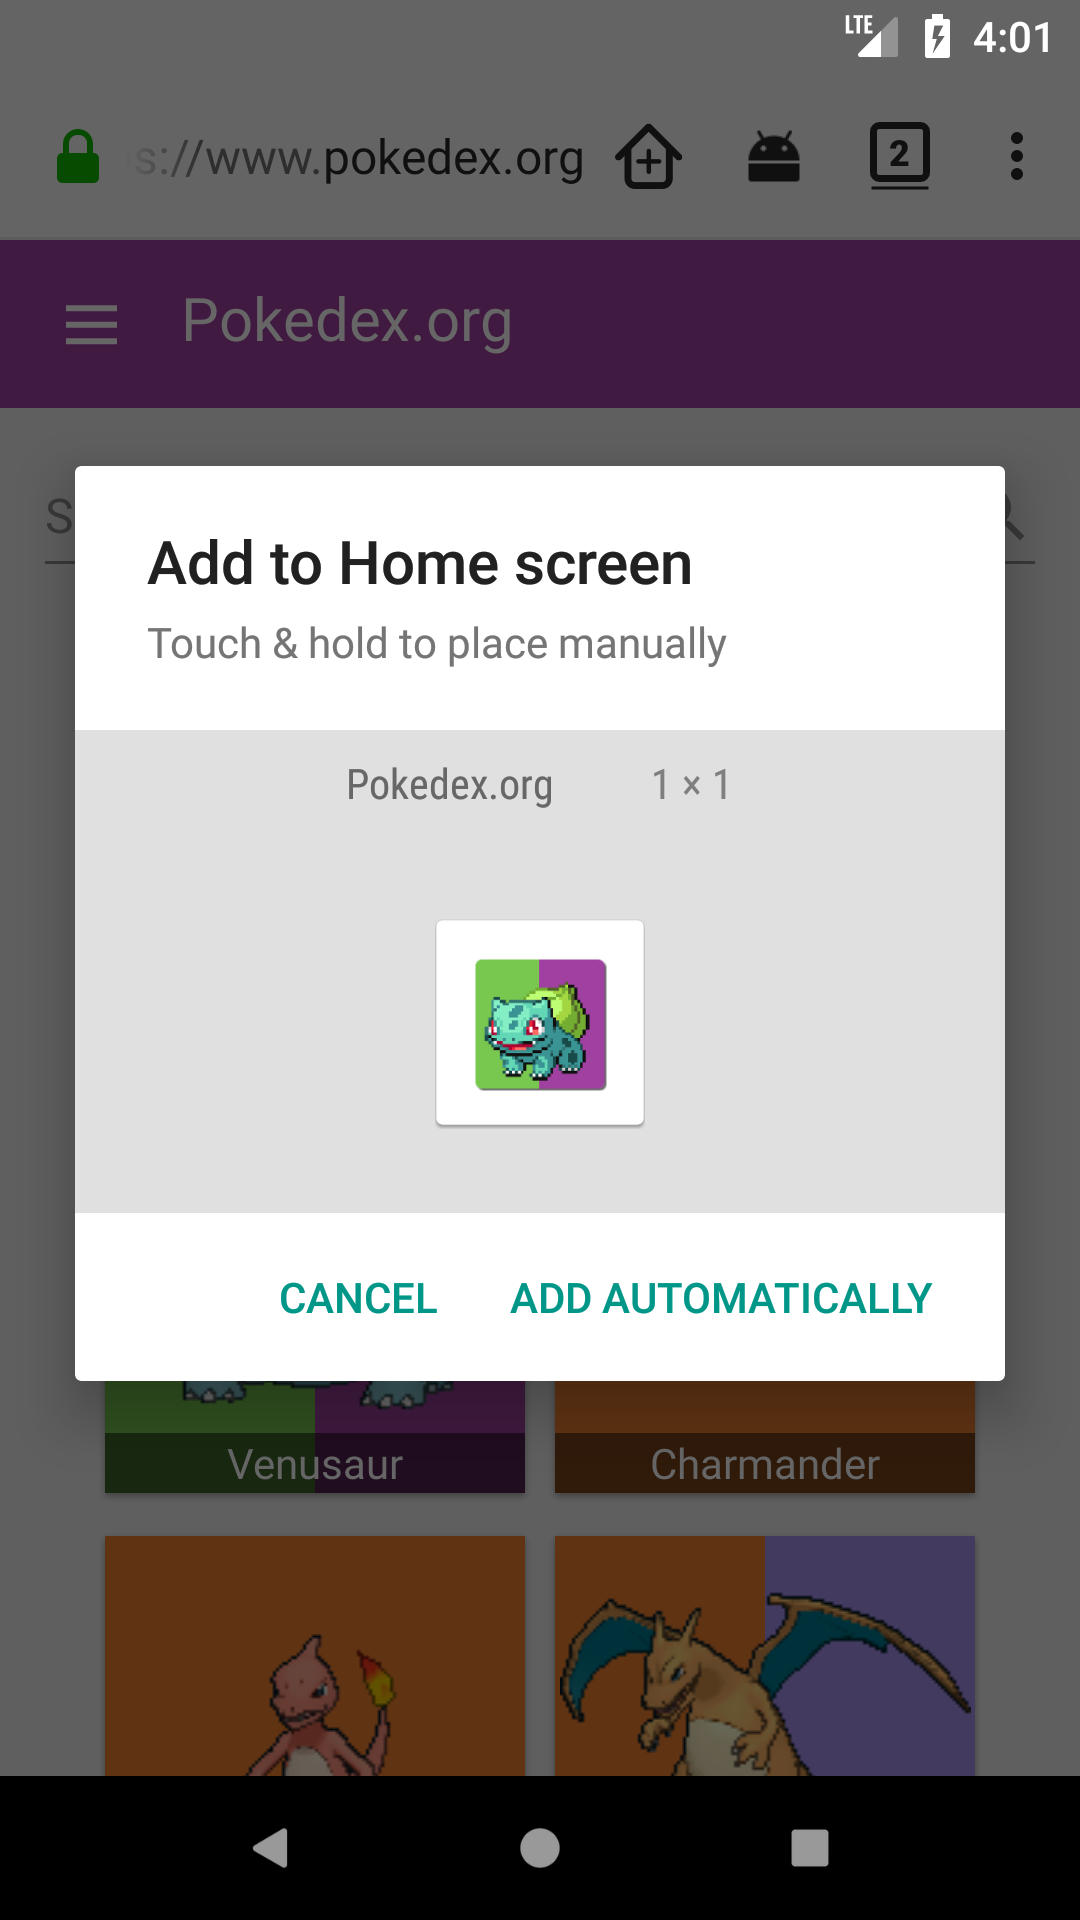 LTE 4:01
s://www.pokedex.org 2
Pokedex.org
S
Add to Home screen
Touch & hold to place manually
Pokedex.org 1 × 1
CANCEL ADD AUTOMATICALLY
Venusaur Charmander